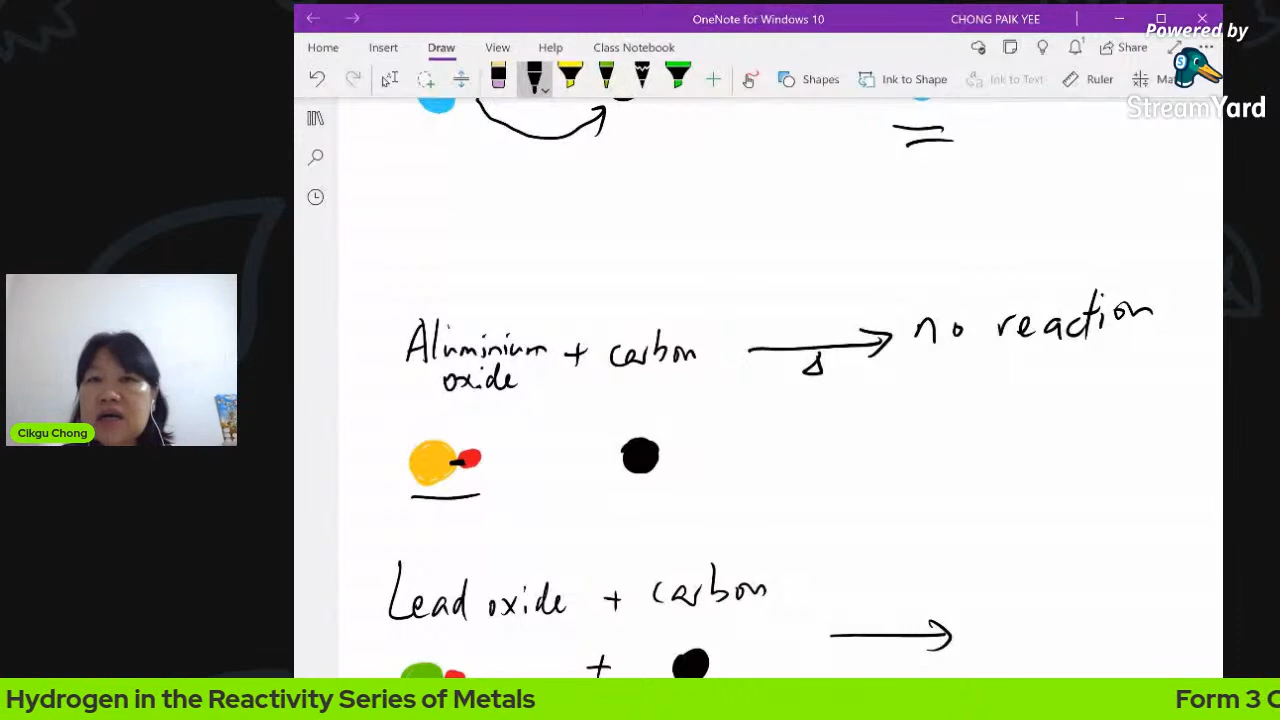 OneNote for Windows 10
CHONG PAIK YEE
Powered by
StreamYard
Home Insert Draw View Help Class Notebook
Share
Shapes
Ink to Shape
Ink to Text
Ruler
Aluminium + carbon → no reaction
oxide
Δ
Lead oxide + carbon →
+
Cikgu Chong
Hydrogen in the Reactivity Series of Metals
Form 3